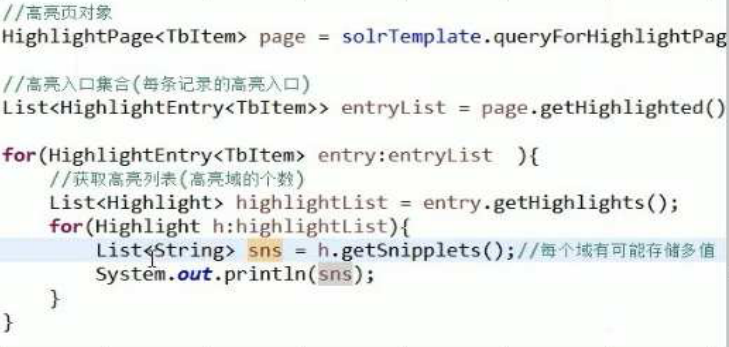 //高亮页对象
HighlightPage<TbItem> page = solrTemplate.queryForHighlightPag
//高亮入口集合(每条记录的高亮入口)
List<HighlightEntry<TbItem>> entryList = page.getHighlighted()
for(HighlightEntry<TbItem> entry:entryList  ){
//获取高亮列表(高亮域的个数)
List<Highlight> highlightList = entry.getHighlights();
for(Highlight h:highlightList){
List<String> sns = h.getSnipplets();//每个域有可能存储多值
System.out.println(sns);
}
}